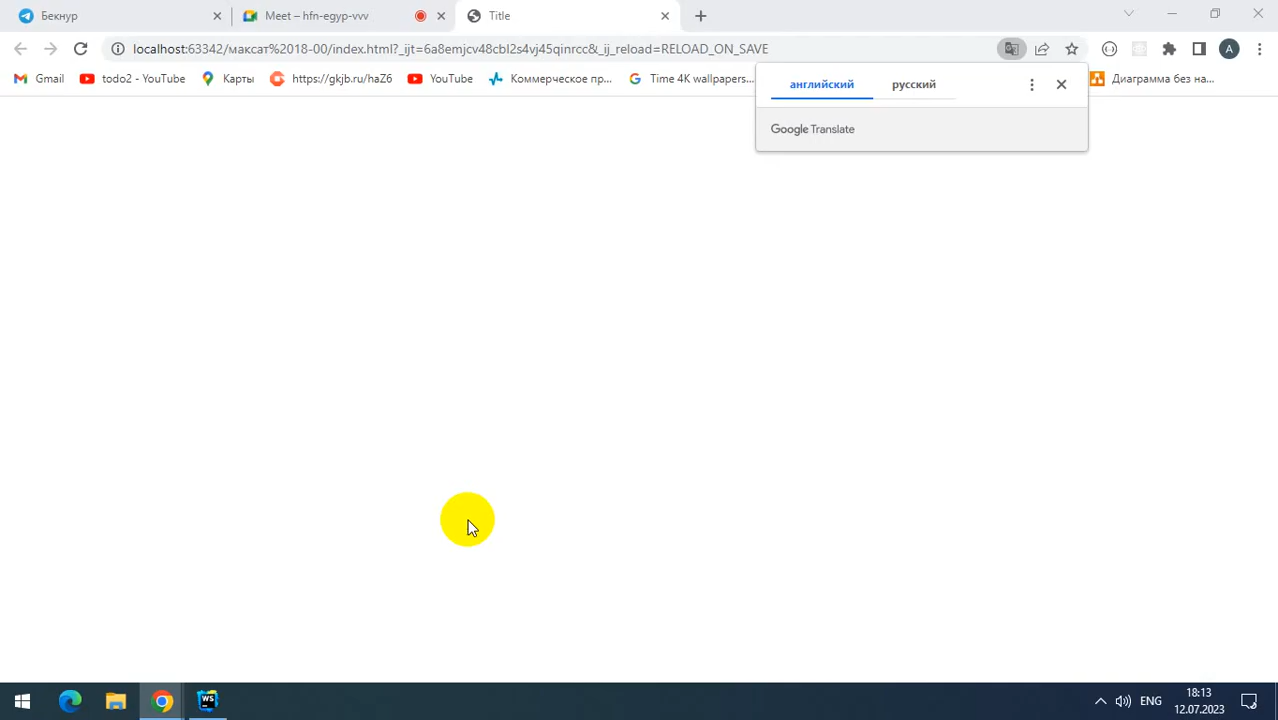 Бекнур
Meet – hfn-egyp-vvv
Title
localhost:63342/максат%2018-00/index.html?_ijt=6a8emjcv48cbl2s4vj45qinrcc&_ij_reload=RELOAD_ON_SAVE
A
Gmail
todo2 - YouTube
Карты
https://gkjb.ru/haZ6
YouTube
Коммерческое пр...
Time 4K wallpapers...
Диаграмма без на...
английский
русский
Google Translate
WS
ENG
18:13
12.07.2023